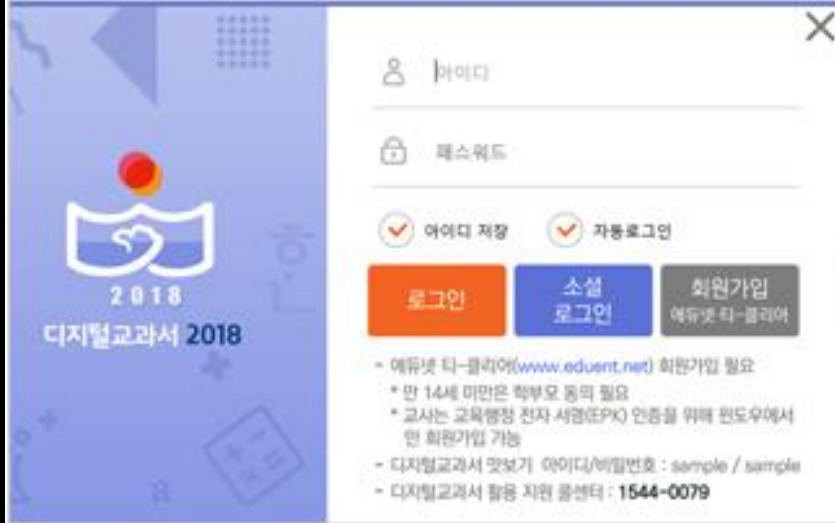 아이디
패스워드
아이디 저장 자동로그인
로그인
소셜
로그인
회원가입
에듀넷 티-클리어
2018
디지털교과서 2018
- 에듀넷 티-클리어(www.eduent.net) 회원가입 필요
* 만 14세 미만은 학부모 동의 필요
* 교사는 교육행정 전자 서명(EPK) 인증을 위해 윈도우에서
만 회원가입 가능
- 디지털교과서 맛보기 아이디/비밀번호 : sample / sample
- 디지털교과서 활용 지원 콜센터 : 1544-0079